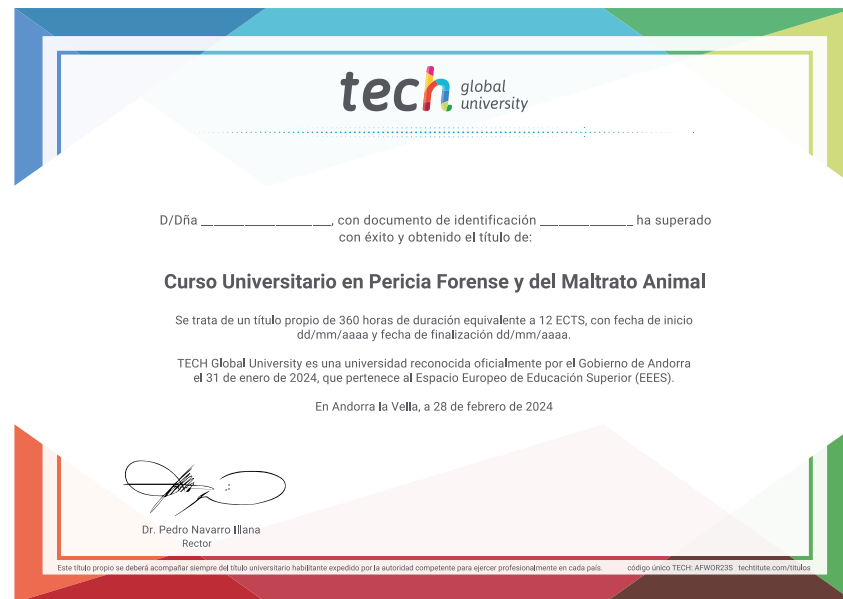 tech global university
D/Dña ____________________, con documento de identificación ______________ ha superado
con éxito y obtenido el título de:
Curso Universitario en Pericia Forense y del Maltrato Animal
Se trata de un título propio de 360 horas de duración equivalente a 12 ECTS, con fecha de inicio
dd/mm/aaaa y fecha de finalización dd/mm/aaaa.
TECH Global University es una universidad reconocida oficialmente por el Gobierno de Andorra
el 31 de enero de 2024, que pertenece al Espacio Europeo de Educación Superior (EEES).
En Andorra la Vella, a 28 de febrero de 2024
Dr. Pedro Navarro Illana
Rector
Este título propio se deberá acompañar siempre del título universitario habilitante expedido por la autoridad competente para ejercer profesionalmente en cada país. código único TECH: AFWOR23S techtitute.com/titulos